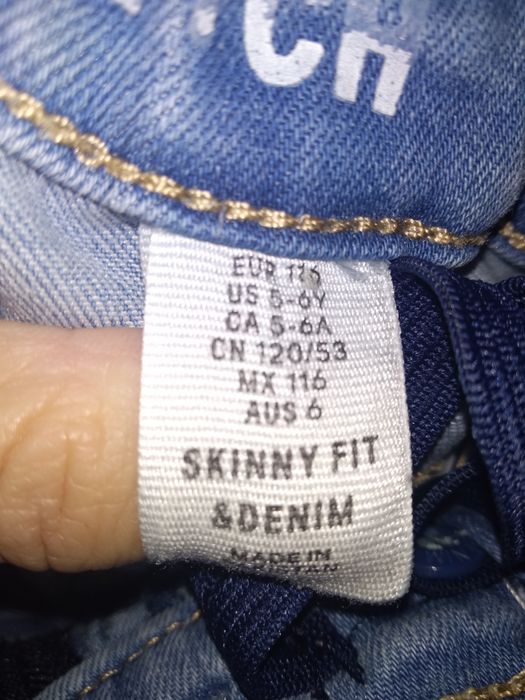 CH
EUR 116
US 5-6Y
CA 5-6A
CN 120/53
MX 116
AUS 6
SKINNY FIT
&DENIM
MADE IN